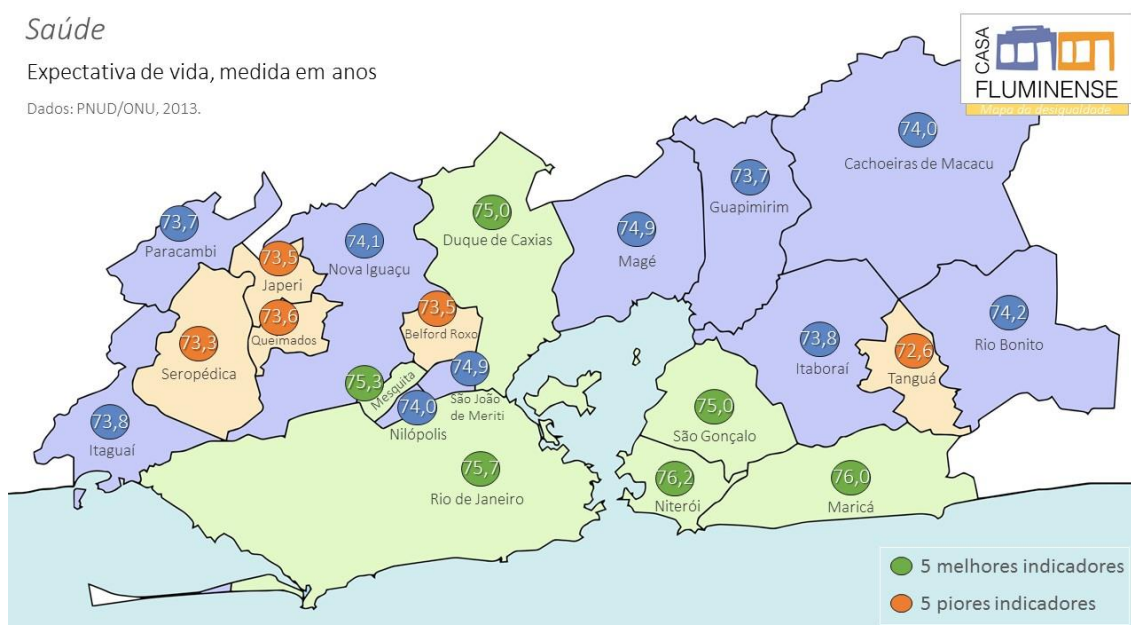 Saúde
Expectativa de vida, medida em anos
Dados: PNUD/ONU, 2013.
CASA
FLUMINENSE
Mapa da desigualdade
74,0
Cachoeiras de Macacu
73,7
Guapimirim
75,0
Duque de Caxias
74,9
Magé
73,7
Paracambi
74,1
Nova Iguaçu
73,5
Japeri
73,6
Queimados
73,5
Belford Roxo
73,3
Seropédica
74,2
Rio Bonito
73,8
Itaboraí
72,6
Tanguá
75,3
Mesquita
74,9
São João
de Meriti
74,0
Nilópolis
75,0
São Gonçalo
73,8
Itaguaí
75,7
Rio de Janeiro
76,2
Niterói
76,0
Maricá
5 melhores indicadores
5 piores indicadores